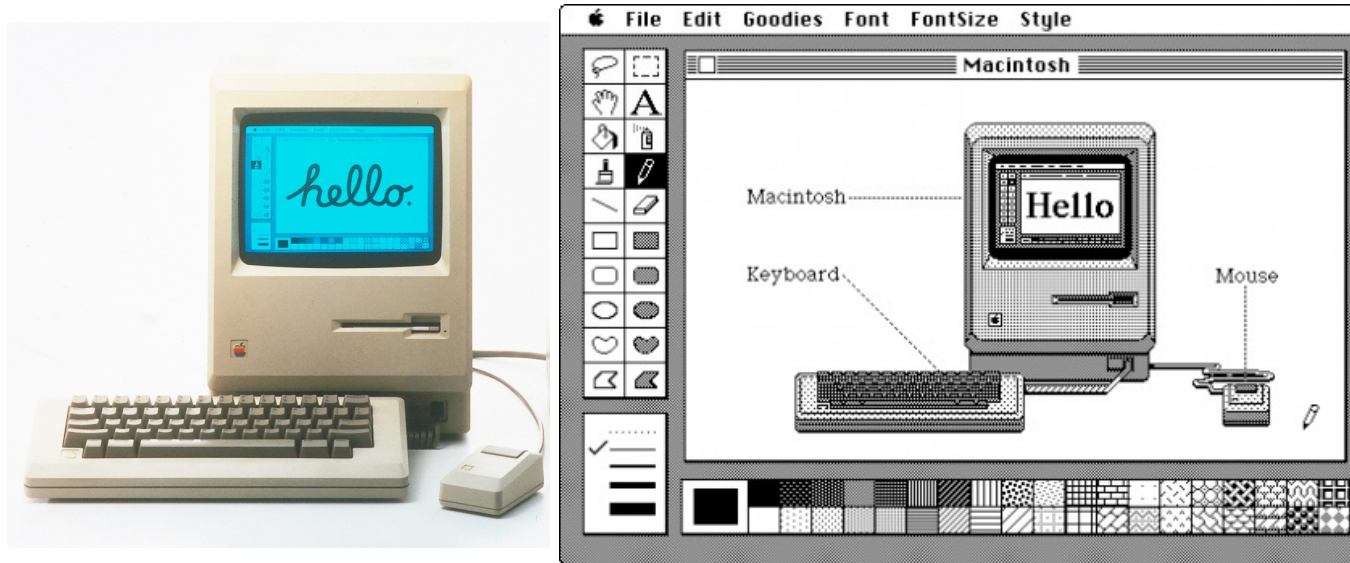 hello.
File Edit Goodies Font FontSize Style
Macintosh
A
Macintosh
Hello
Keyboard
Mouse